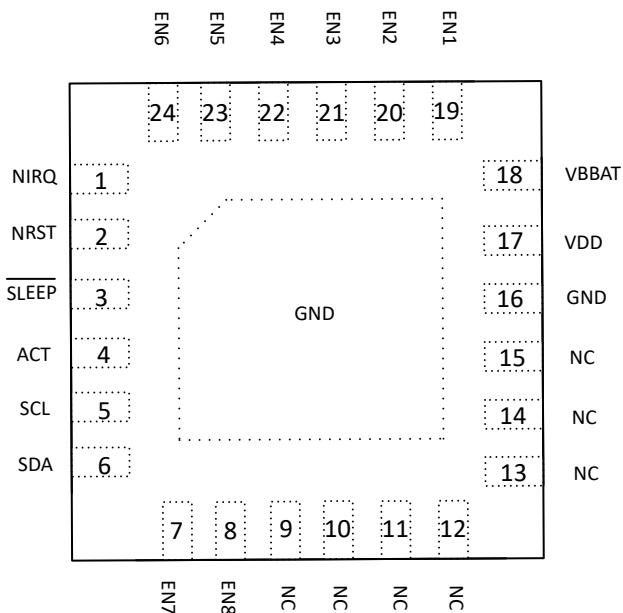 EN6 EN5 EN4 EN3 EN2 EN1
24 23 22 21 20 19
NIRQ 1 18 VBBAT
NRST 2 17 VDD
SLEEP 3 16 GND
GND
ACT 4 15 NC
SCL 5 14 NC
SDA 6 13 NC
7 8 9 10 11 12
EN7 EN8 NC NC NC NC